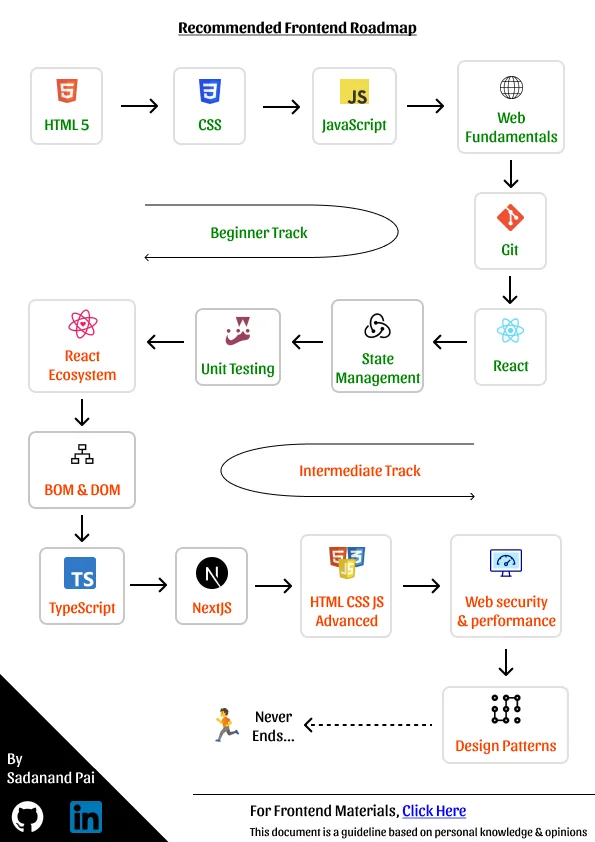 Recommended Frontend Roadmap
HTML 5
CSS
JS
JavaScript
Web
Fundamentals
Beginner Track
Git
React
Ecosystem
Unit Testing
State
Management
React
BOM & DOM
Intermediate Track
TS
TypeScript
N
NextJS
5 3
JS
HTML CSS JS
Advanced
Web security
& performance
Never
Ends...
Design Patterns
By
Sadanand Pai
in
For Frontend Materials, Click Here
This document is a guideline based on personal knowledge & opinions